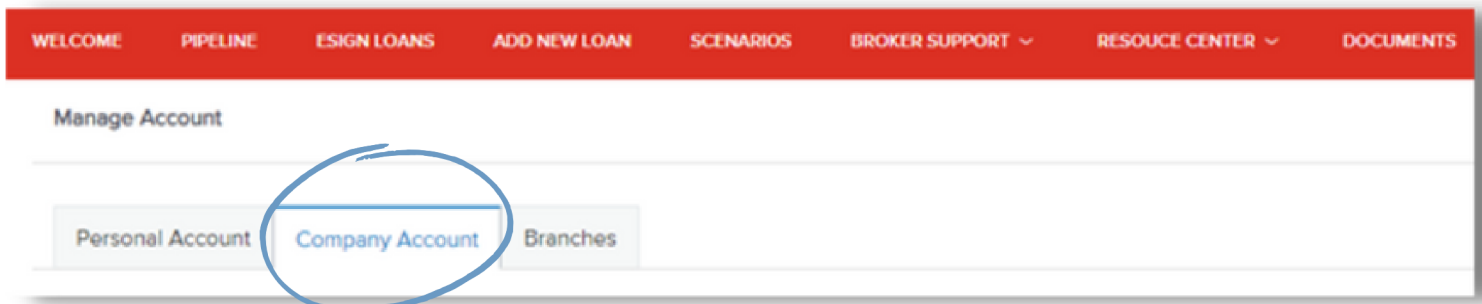 WELCOME PIPELINE ESIGN LOANS ADD NEW LOAN SCENARIOS BROKER SUPPORT RESOUCE CENTER DOCUMENTS
Manage Account
Personal Account Company Account Branches